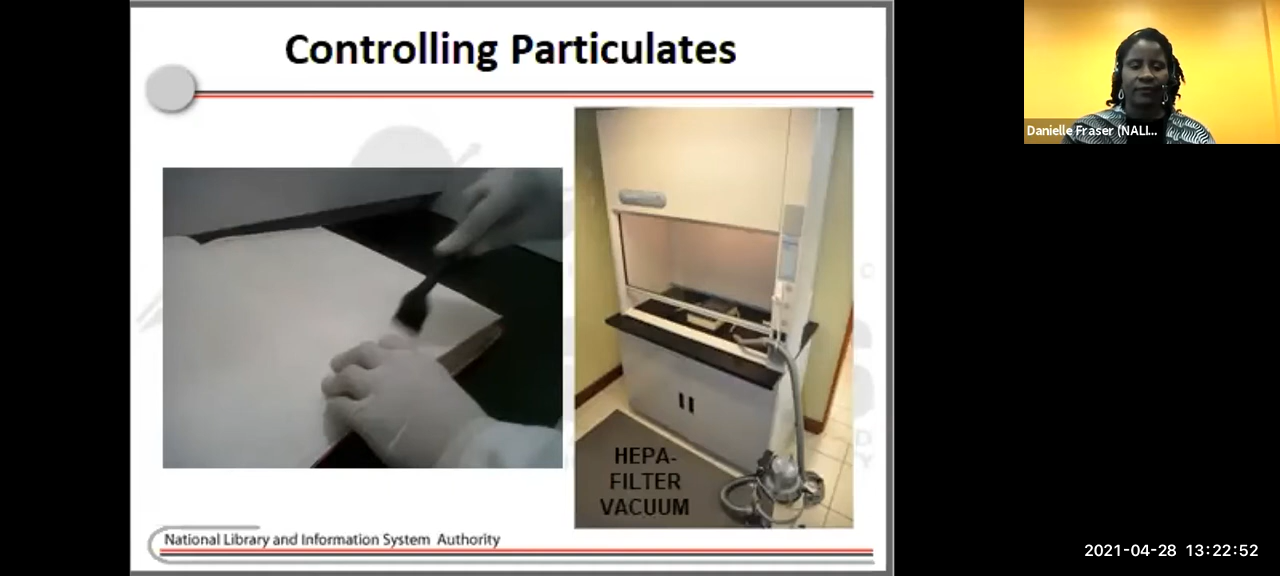 Controlling Particulates
Danielle Fraser (NALI...
HEPA-
FILTER
VACUUM
National Library and Information System Authority
2021-04-28 13:22:52